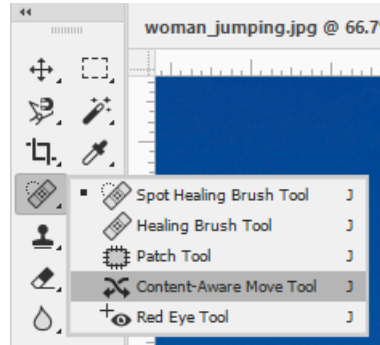 woman_jumping.jpg @ 66.7
Spot Healing Brush Tool J
Healing Brush Tool J
Patch Tool J
Content-Aware Move Tool J
Red Eye Tool J